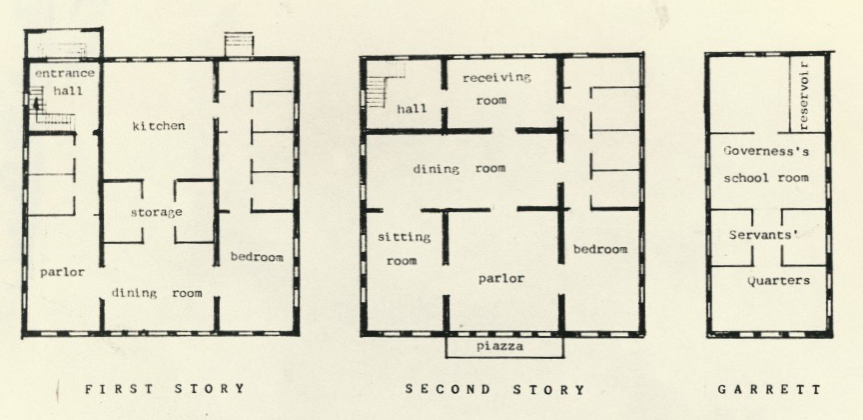 entrance
hall
kitchen
storage
parlor
dining room
bedroom
FIRST STORY
receiving
room
hall
dining room
sitting
room
parlor
bedroom
piazza
SECOND STORY
reservoir
Governess's
school room
Servants'
Quarters
GARRETT